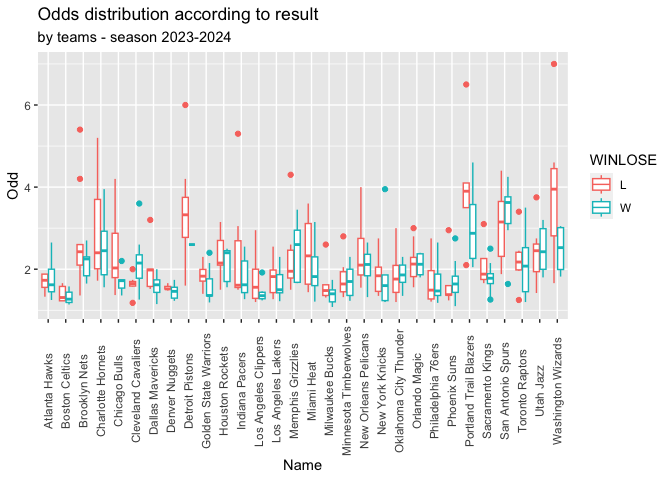 Odds distribution according to result
by teams - season 2023-2024
Odd
6
4
2
Atlanta Hawks
Boston Celtics
Brooklyn Nets
Charlotte Hornets
Chicago Bulls
Cleveland Cavaliers
Dallas Mavericks
Denver Nuggets
Detroit Pistons
Golden State Warriors
Houston Rockets
Indiana Pacers
Los Angeles Clippers
Los Angeles Lakers
Memphis Grizzlies
Miami Heat
Milwaukee Bucks
Minnesota Timberwolves
New Orleans Pelicans
New York Knicks
Oklahoma City Thunder
Orlando Magic
Philadelphia 76ers
Phoenix Suns
Portland Trail Blazers
Sacramento Kings
San Antonio Spurs
Toronto Raptors
Utah Jazz
Washington Wizards
Name
WINLOSE
L
W